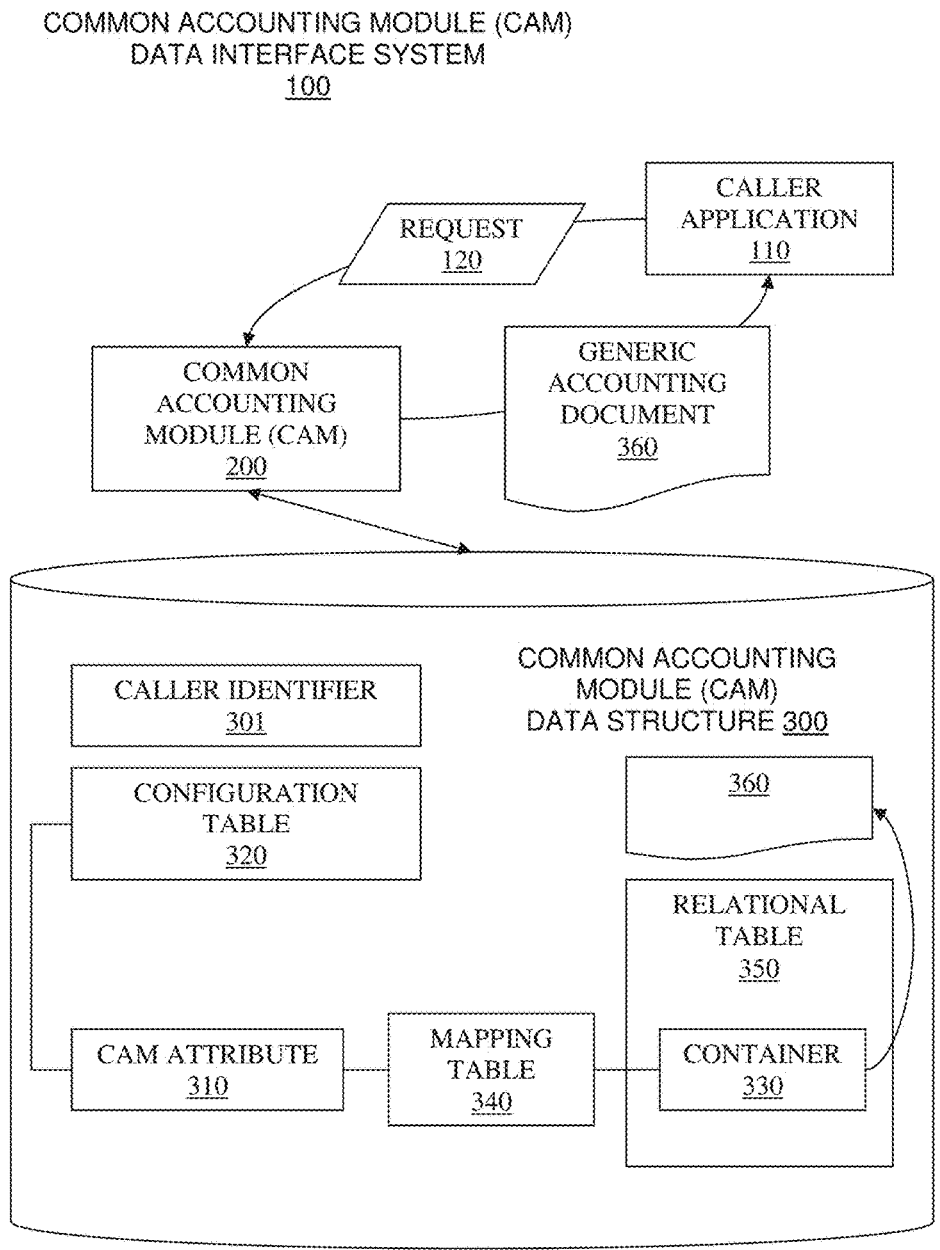 COMMON ACCOUNTING MODULE (CAM)
DATA INTERFACE SYSTEM
100
CALLER
APPLICATION
110
REQUEST
120
COMMON
ACCOUNTING
MODULE (CAM)
200
GENERIC
ACCOUNTING
DOCUMENT
360
COMMON ACCOUNTING
MODULE (CAM)
DATA STRUCTURE 300
CALLER IDENTIFIER
301
CONFIGURATION
TABLE
320
360
RELATIONAL
TABLE
350
CAM ATTRIBUTE
310
MAPPING
TABLE
340
CONTAINER
330